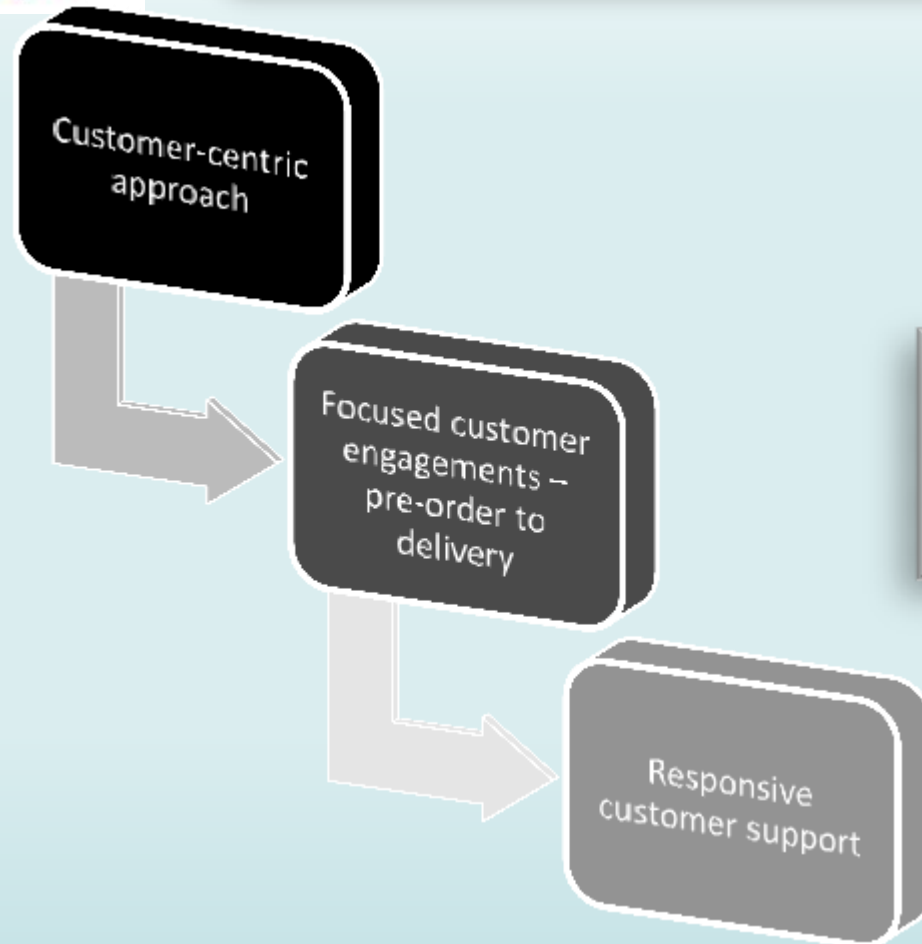 Customer-centric
approach
Focused customer
engagements –
pre-order to
delivery
Responsive
customer support